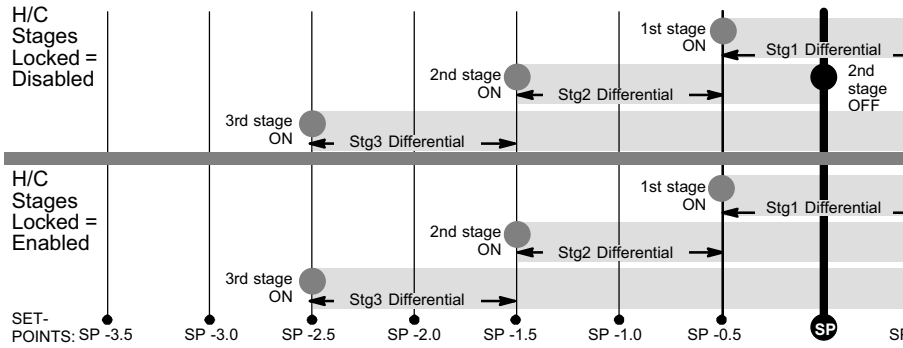 H/C
Stages
Locked =
Disabled
1st stage
ON
Stg1 Differential
2nd stage
ON
Stg2 Differential
2nd
stage
OFF
3rd stage
ON
Stg3 Differential
H/C
Stages
Locked =
Enabled
1st stage
ON
Stg1 Differential
2nd stage
ON
Stg2 Differential
3rd stage
ON
Stg3 Differential
SET-
POINTS: SP -3.5 SP -3.0 SP -2.5 SP -2.0 SP -1.5 SP -1.0 SP -0.5 SP SP